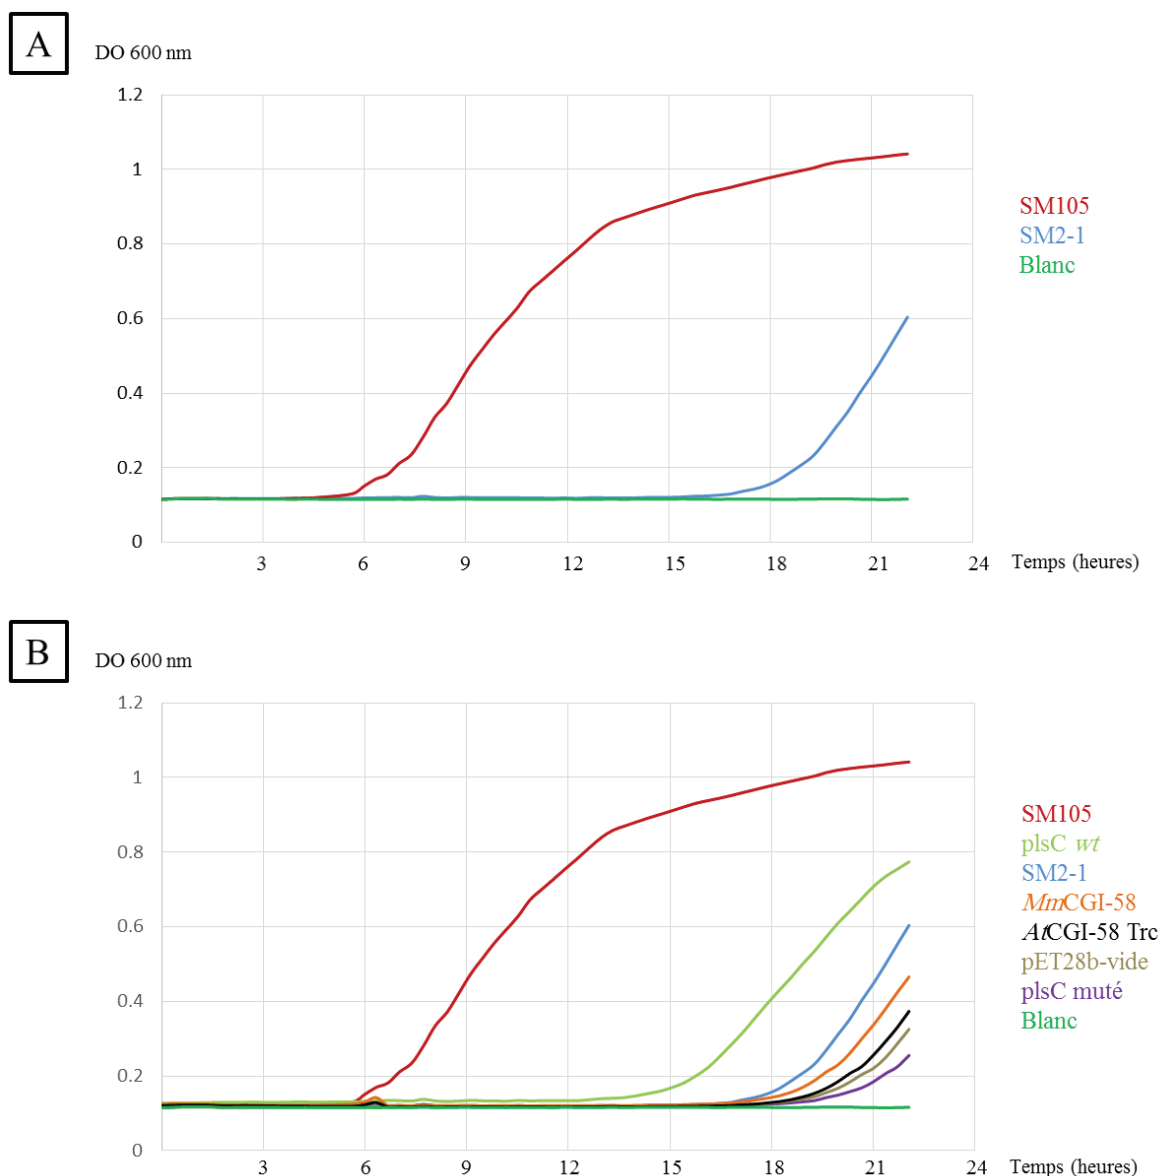 A
DO 600 nm
1.2
1
0.8
0.6
0.4
0.2
0
3 6 9 12 15 18 21 24 Temps (heures)
SM105
SM2-1
Blanc
B
DO 600 nm
1.2
1
0.8
0.6
0.4
0.2
0
3 6 9 12 15 18 21 24 Temps (heures)
SM105
plsC wt
SM2-1
MmCGI-58
AtCGI-58 Trc
pET28b-vide
plsC muté
Blanc